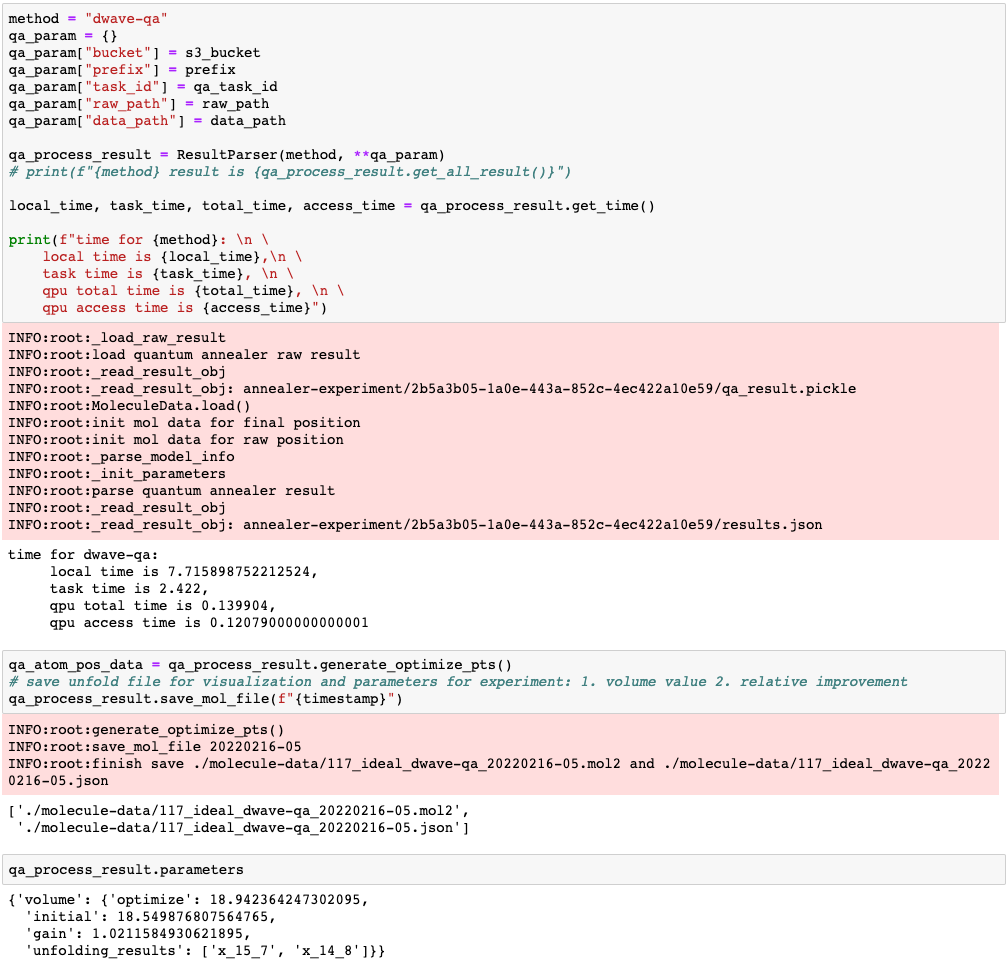 method = "dwave-qa"
qa_param = {}
qa_param["bucket"] = s3_bucket
qa_param["prefix"] = prefix
qa_param["task_id"] = qa_task_id
qa_param["raw_path"] = raw_path
qa_param["data_path"] = data_path

qa_process_result = ResultParser(method, **qa_param)
# print(f"{method} result is {qa_process_result.get_all_result()}")

local_time, task_time, total_time, access_time = qa_process_result.get_time()

print(f"time for {method}: \n \
    local time is {local_time},\n \
    task time is {task_time}, \n \
    qpu total time is {total_time}, \n \
    qpu access time is {access_time}")
INFO:root:_load_raw_result
INFO:root:load quantum annealer raw result
INFO:root:_read_result_obj
INFO:root:_read_result_obj: annealer-experiment/2b5a3b05-1a0e-443a-852c-4ec422a10e59/qa_result.pickle
INFO:root:MoleculeData.load()
INFO:root:init mol data for final position
INFO:root:init mol data for raw position
INFO:root:_parse_model_info
INFO:root:_init_parameters
INFO:root:parse quantum annealer result
INFO:root:_read_result_obj
INFO:root:_read_result_obj: annealer-experiment/2b5a3b05-1a0e-443a-852c-4ec422a10e59/results.json
time for dwave-qa:
     local time is 7.715898752212524,
     task time is 2.422,
     qpu total time is 0.139904,
     qpu access time is 0.12079000000000001
qa_atom_pos_data = qa_process_result.generate_optimize_pts()
# save unfold file for visualization and parameters for experiment: 1. volume value 2. relative improvement
qa_process_result.save_mol_file(f"{timestamp}")
INFO:root:generate_optimize_pts()
INFO:root:save_mol_file 20220216-05
INFO:root:finish save ./molecule-data/117_ideal_dwave-qa_20220216-05.mol2 and ./molecule-data/117_ideal_dwave-qa_2022
0216-05.json
['./molecule-data/117_ideal_dwave-qa_20220216-05.mol2',
 './molecule-data/117_ideal_dwave-qa_20220216-05.json']
qa_process_result.parameters
{'volume': {'optimize': 18.942364247302095,
  'initial': 18.549876807564765,
  'gain': 1.0211584930621895,
  'unfolding_results': ['x_15_7', 'x_14_8']}}